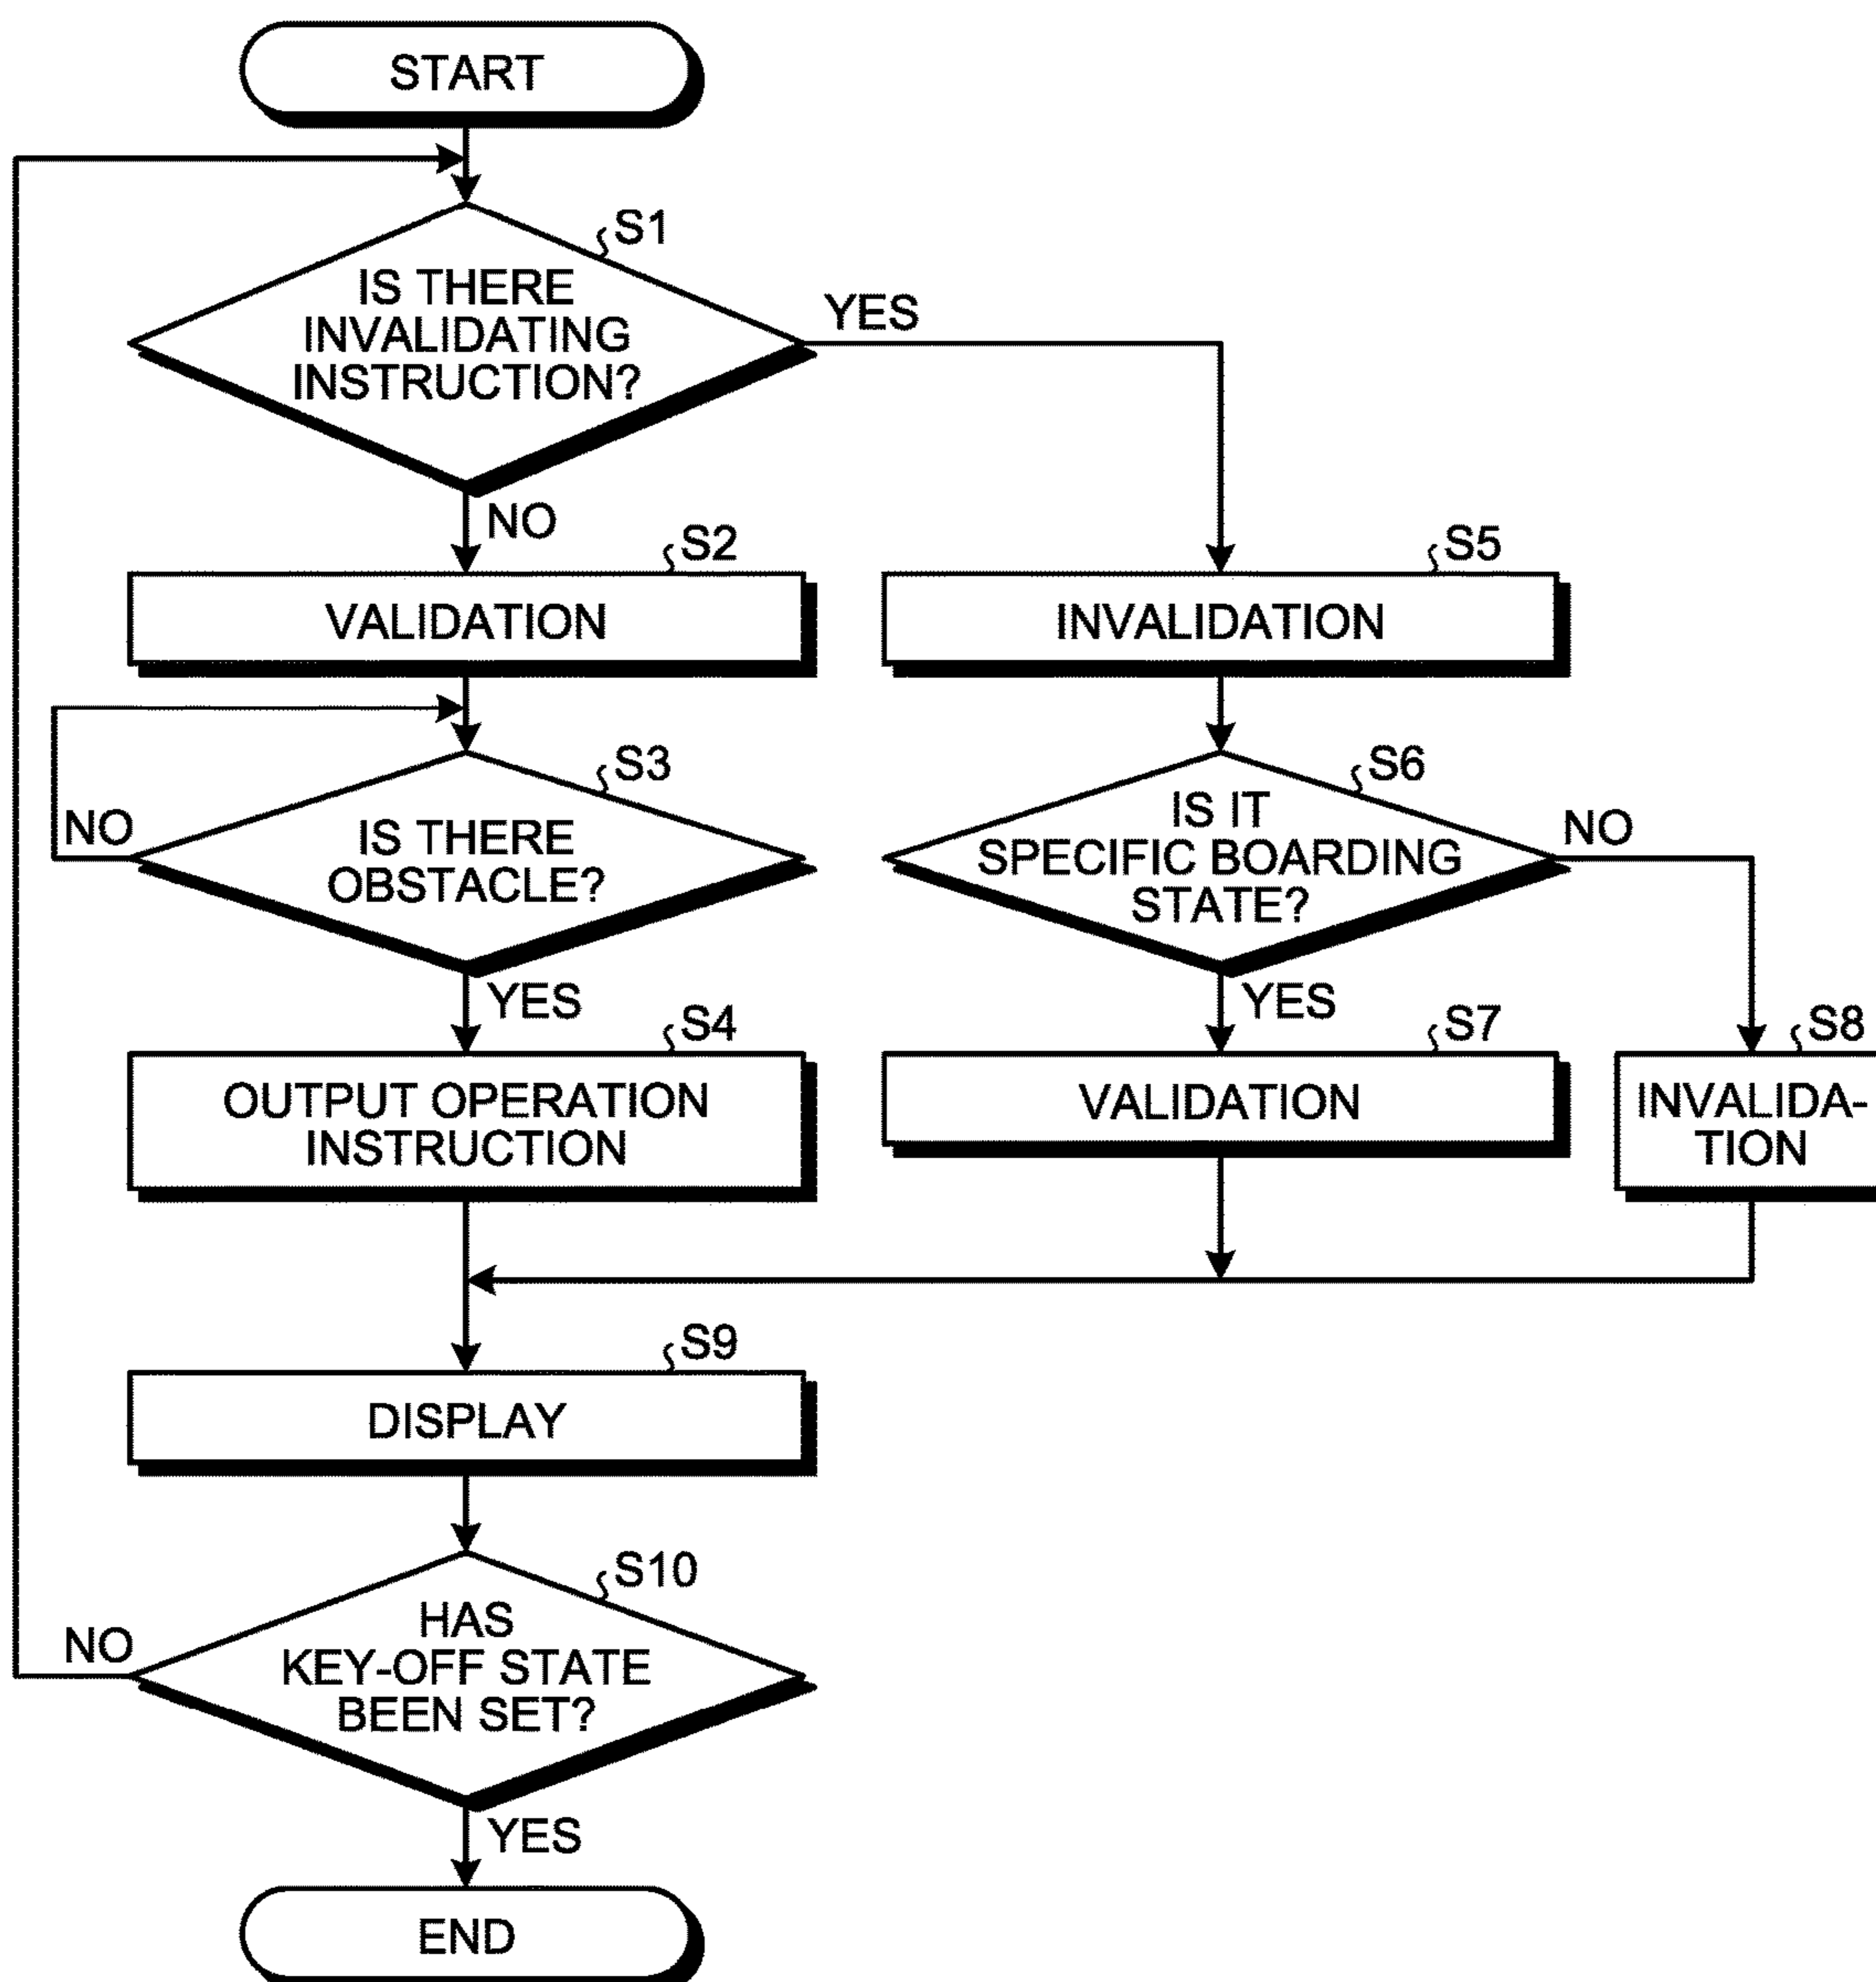 START
S1
IS THERE
INVALIDATING
INSTRUCTION?
YES
NO
S2
VALIDATION
S5
INVALIDATION
S3
IS THERE
OBSTACLE?
NO
YES
S6
IS IT
SPECIFIC BOARDING
STATE?
NO
YES
S4
OUTPUT OPERATION
INSTRUCTION
S7
VALIDATION
S8
INVALIDA-
TION
S9
DISPLAY
S10
HAS
KEY-OFF STATE
BEEN SET?
NO
YES
END